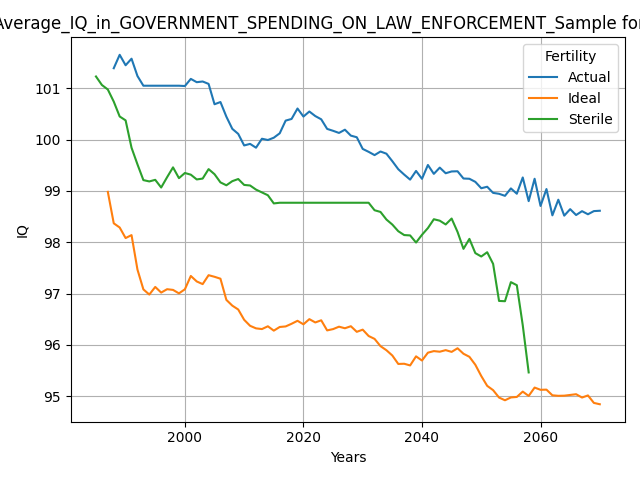 Average_IQ_in_GOVERNMENT_SPENDING_ON_LAW_ENFORCEMENT_Sample for
Fertility
Actual
Ideal
Sterile
IQ
101
100
99
98
97
96
95
2000
2020
2040
2060
Years